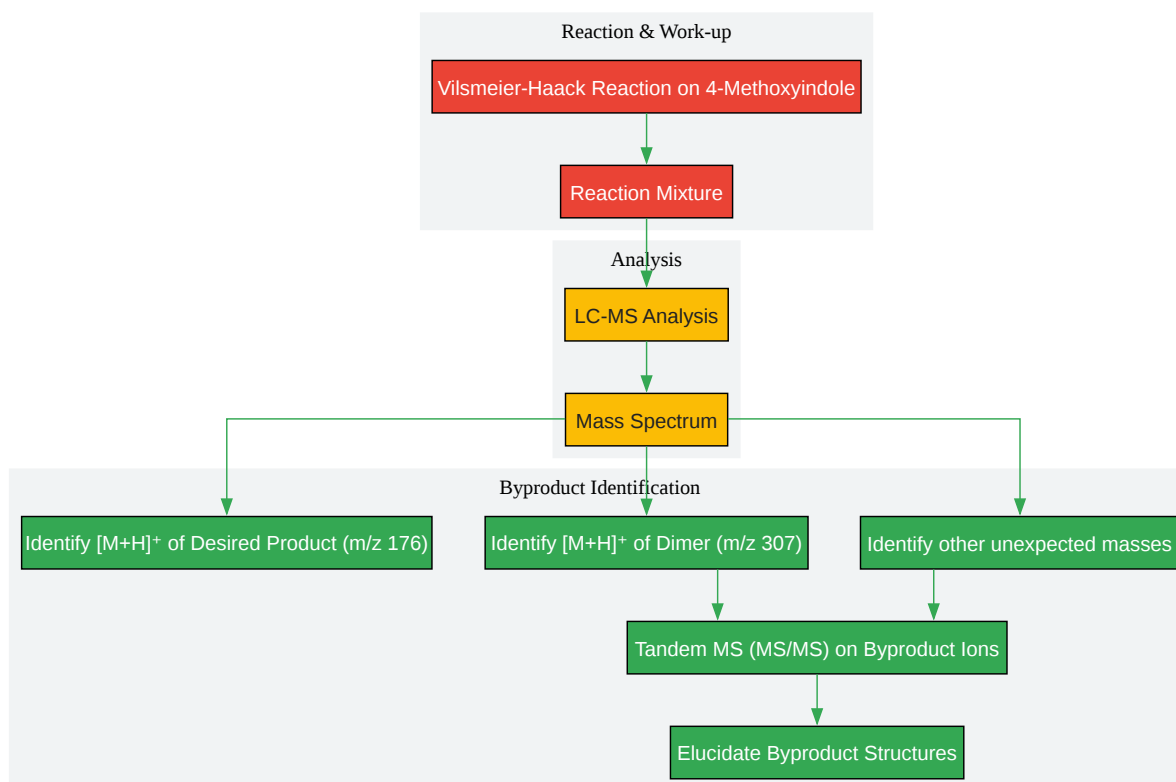 Reaction & Work-up
Vilsmeier-Haack Reaction on 4-Methoxyindole
Reaction Mixture
Analysis
LC-MS Analysis
Mass Spectrum
Byproduct Identification
Identify [M+H]⁺ of Desired Product (m/z 176)
Identify [M+H]⁺ of Dimer (m/z 307)
Identify other unexpected masses
Tandem MS (MS/MS) on Byproduct Ions
Elucidate Byproduct Structures